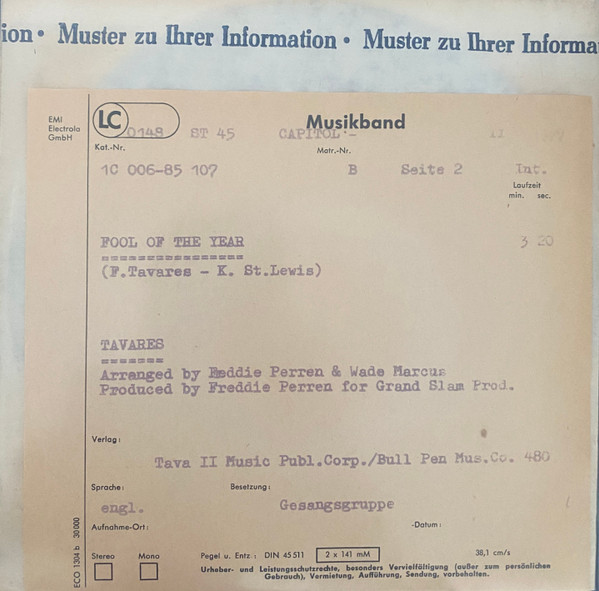 ion • Muster zu Ihrer Information • Muster zu Ihrer Informa
EMI
Electrola
GmbH
LC Musikband
0148 ST 45 CAPITOL -
Kat.-Nr. Matr.-Nr.
1C 006-85 107 B Seite 2 Int.
Laufzeit
min. sec.
FOOL OF THE YEAR 3 20
================
(F.Tavares - K. St.Lewis)
TAVARES
=======
Arranged by Feddie Perren & Wade Marcus
Produced by Freddie Perren for Grand Slam Prod.
Verlag:
Tava II Music Publ.Corp./Bull Pen Mus.Co. 480
Sprache: Besetzung:
engl. Gesangsgruppe
Aufnahme-Ort: -Datum:
Stereo Mono Pegel u. Entz: DIN 45 511 2 x 141 mM 38,1 cm/s
Urheber- und Leistungsschutzrechte, besonders Vervielfältigung (außer zum persönlichen
Gebrauch), Vermietung, Aufführung, Sendung, vorbehalten.
ECO 1304 b 30 000